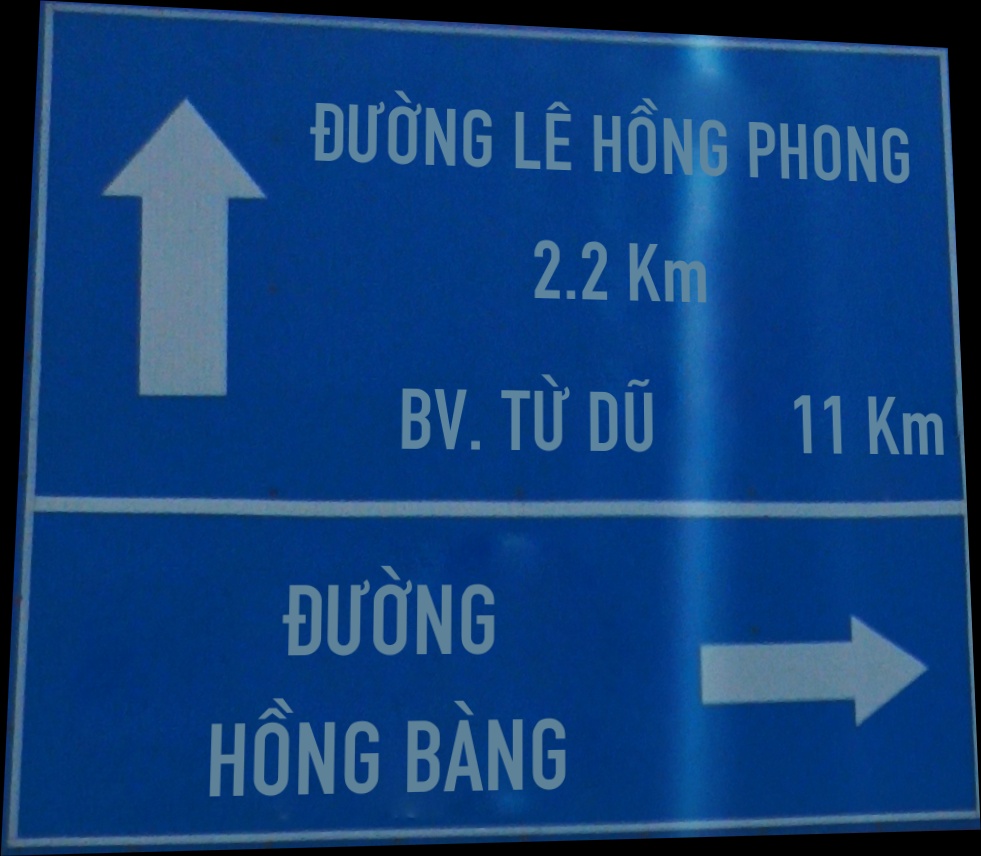 ĐƯỜNG LÊ HỒNG PHONG
2.2 Km
BV. TỪ DŨ 11 Km
ĐƯỜNG
HỒNG BÀNG